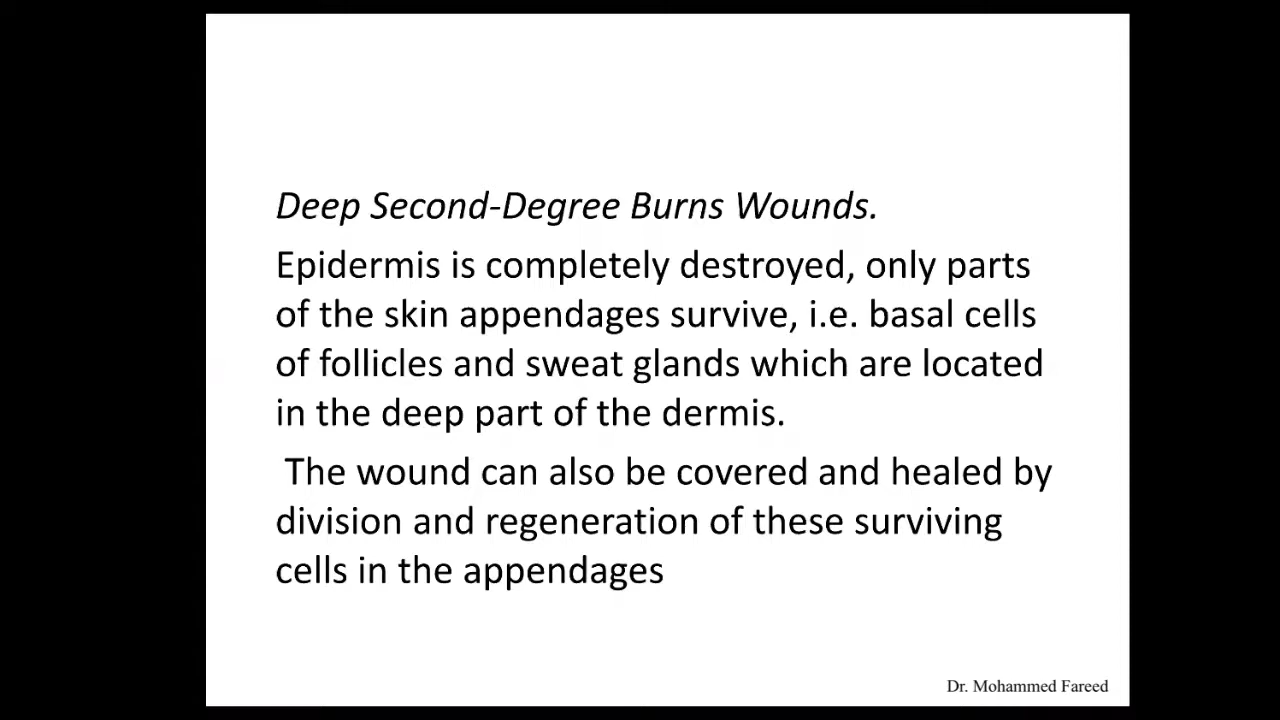 Deep Second-Degree Burns Wounds.
Epidermis is completely destroyed, only parts
of the skin appendages survive, i.e. basal cells
of follicles and sweat glands which are located
in the deep part of the dermis.
The wound can also be covered and healed by
division and regeneration of these surviving
cells in the appendages
Dr. Mohammed Fareed